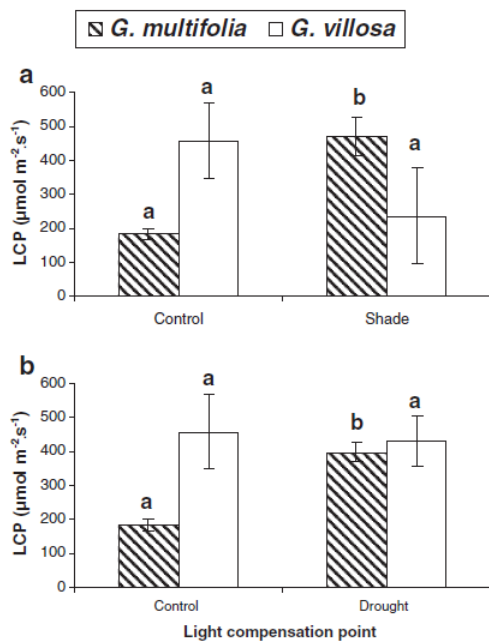 G. multifolia G. villosa
a
LCP (µmol m⁻².s⁻¹)
600
500
400
300
200
100
0
a
a
b
a
Control Shade
b
LCP (µmol m⁻².s⁻¹)
600
500
400
300
200
100
0
a
a
b
a
Control Drought
Light compensation point